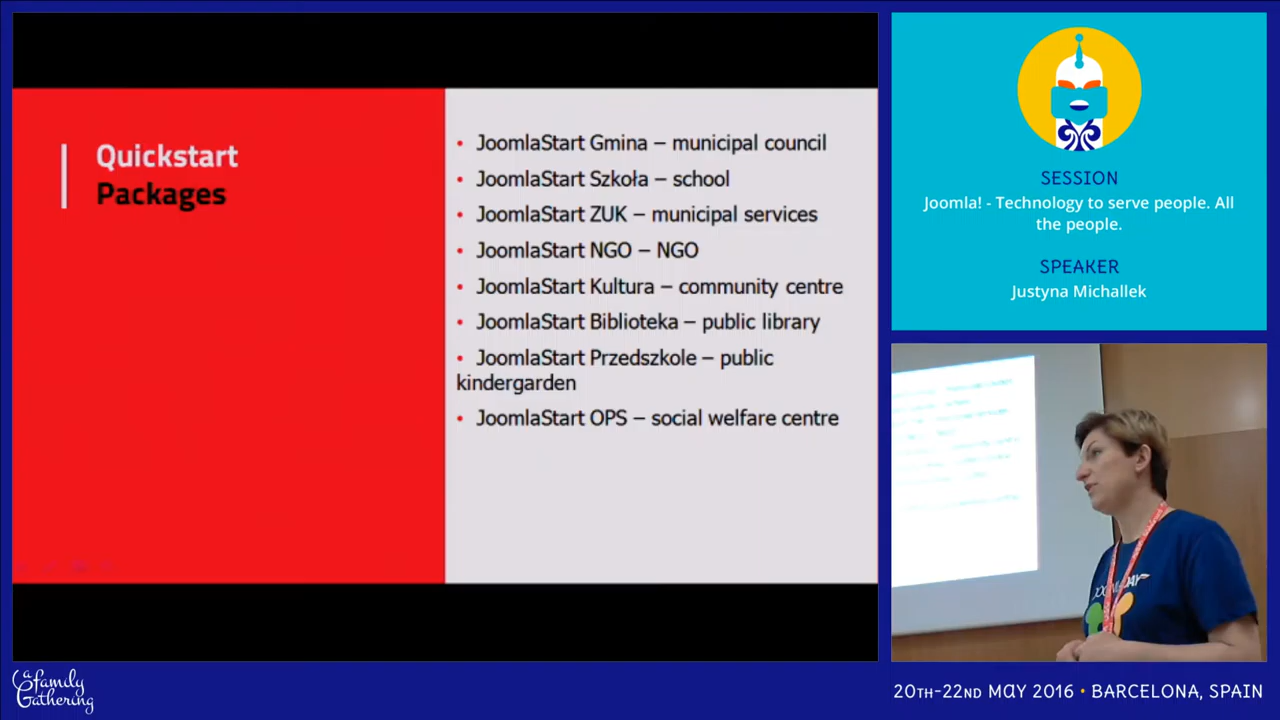 Quickstart
Packages
• JoomlaStart Gmina – municipal council
• JoomlaStart Szkoła – school
• JoomlaStart ZUK – municipal services
• JoomlaStart NGO – NGO
• JoomlaStart Kultura – community centre
• JoomlaStart Biblioteka – public library
• JoomlaStart Przedszkole – public
kindergarden
• JoomlaStart OPS – social welfare centre
SESSION
Joomla! - Technology to serve people. All
the people.
SPEAKER
Justyna Michallek
a family
Gathering
20TH-22ND MAY 2016 • BARCELONA, SPAIN